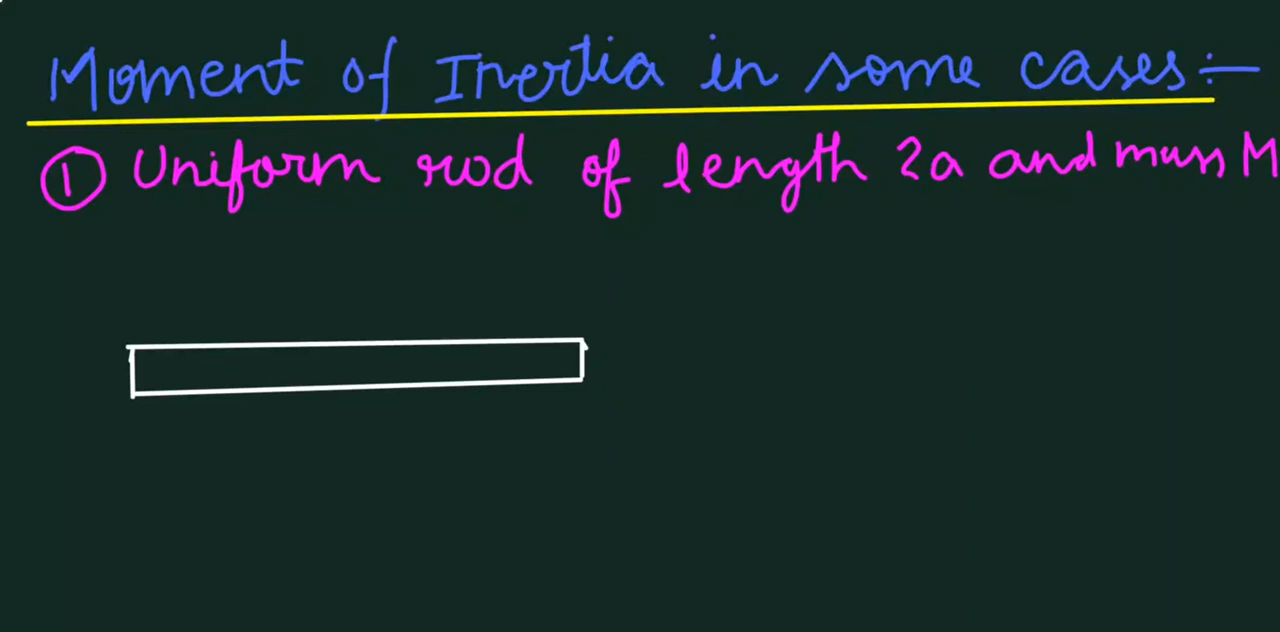 Moment of Inertia in some cases:-
① Uniform rod of length 2a and mass M